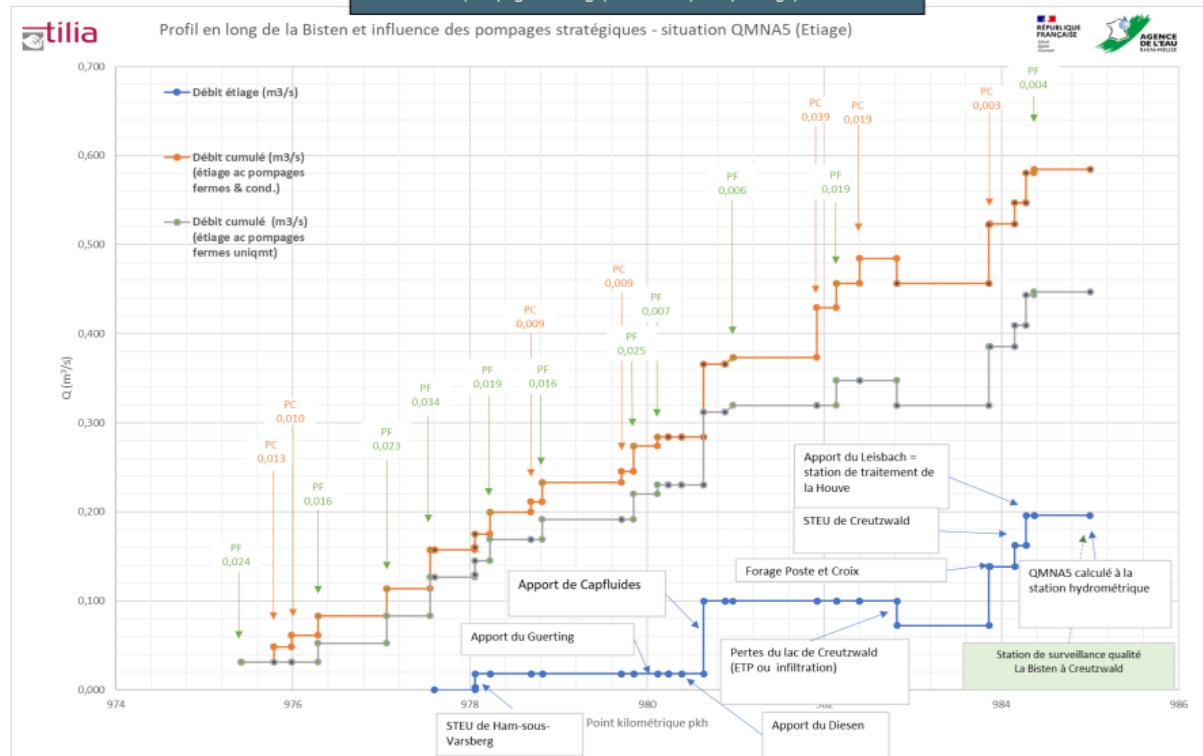 tilia
Profil en long de la Bisten et influence des pompages stratégiques - situation QMNA5 (Etiage)
RÉPUBLIQUE
FRANÇAISE
AGENCE
DE L'EAU
RHIN-MEUSE
0,700
0,600
0,500
0,400
0,300
0,200
0,100
0,000
Q (m³/s)
Débit étiage (m3/s)
Débit cumulé (m3/s)
(étiage ac pompages
fermes & cond.)
Débit cumulé (m3/s)
(étiage ac pompages
fermes uniqmt)
PF
0,024
PC
0,013
PC
0,010
PF
0,016
PF
0,023
PF
0,034
PF
0,019
PC
0,009
PF
0,016
PC
0,009
PF
0,025
PF
0,007
PF
0,006
PC
0,039
PF
0,019
PC
0,019
PC
0,003
PF
0,004
Apport du Leisbach =
station de traitement de
la Houve
STEU de Creutzwald
Forage Poste et Croix
QMNA5 calculé à la
station hydrométrique
Apport de Capfluides
Apport du Guerting
Pertes du lac de Creutzwald
(ETP ou infiltration)
Station de surveillance qualité
La Bisten à Creutzwald
STEU de Ham-sous-
Varsberg
Apport du Diesen
974
976
978
980
982
984
986
Point kilométrique pkh